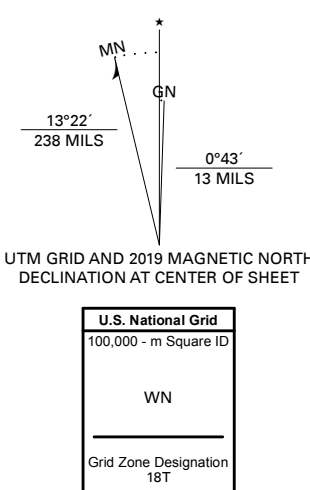 ★
MN
GN
13°22´
238 MILS
0°43´
13 MILS
UTM GRID AND 2019 MAGNETIC NORTH
DECLINATION AT CENTER OF SHEET
U.S. National Grid
100,000 - m Square ID
WN
Grid Zone Designation
18T